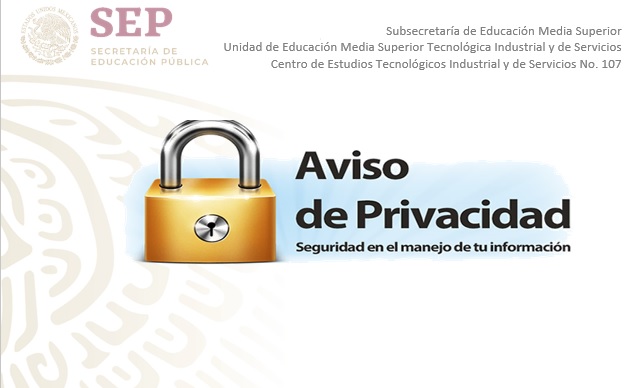 SEP
SECRETARÍA DE
EDUCACIÓN PÚBLICA
Subsecretaría de Educación Media Superior
Unidad de Educación Media Superior Tecnológica Industrial y de Servicios
Centro de Estudios Tecnológicos Industrial y de Servicios No. 107
Aviso
de Privacidad
Seguridad en el manejo de tu información